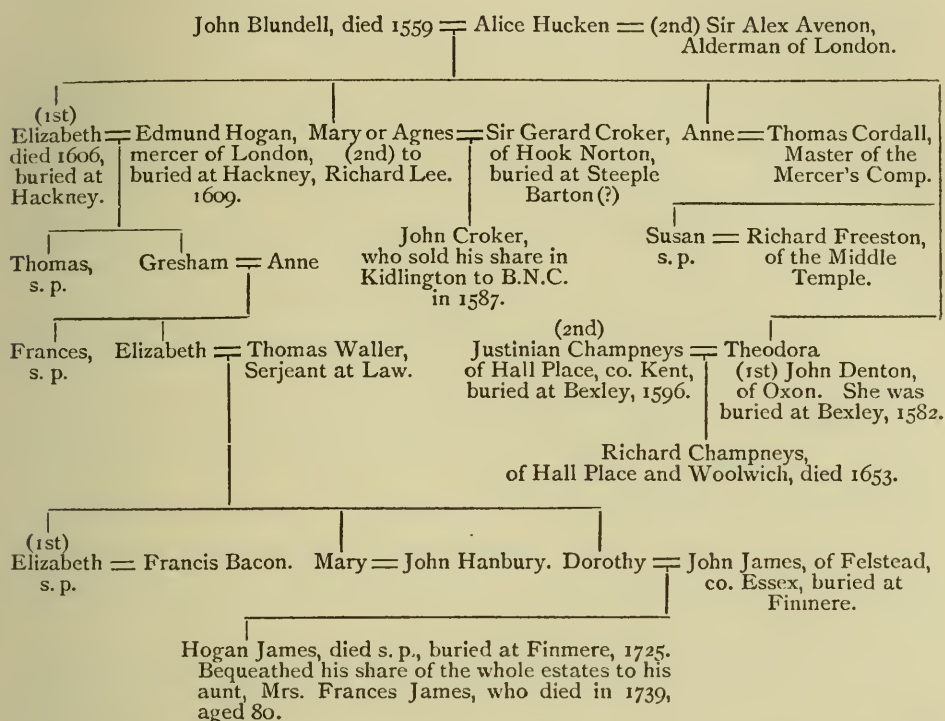 John Blundell, died 1559 = Alice Hucken = (2nd) Sir Alex Avenon,
Alderman of London.
(1st)
Elizabeth = Edmund Hogan, Mary or Agnes = Sir Gerard Croker, Anne = Thomas Cordall,
died 1606, mercer of London, (2nd) to of Hook Norton, Master of the
buried at buried at Hackney, Richard Lee. buried at Steeple Mercer's Comp.
Hackney. 1609. Barton (?)
John Croker, Susan = Richard Freeston,
Thomas, Gresham = Anne who sold his share in s. p. of the Middle
s. p. Kidlington to B.N.C. Temple.
in 1587.
(2nd)
Frances, Elizabeth = Thomas Waller, Justinian Champneys = Theodora
s. p. Serjeant at Law. of Hall Place, co. Kent, (1st) John Denton,
buried at Bexley, 1596. of Oxon. She was
buried at Bexley, 1582.
Richard Champneys,
of Hall Place and Woolwich, died 1653.
(1st)
Elizabeth = Francis Bacon. Mary = John Hanbury. Dorothy = John James, of Felstead,
s. p. co. Essex, buried at
Finmere.
Hogan James, died s. p., buried at Finmere, 1725.
Bequeathed his share of the whole estates to his
aunt, Mrs. Frances James, who died in 1739,
aged 80.